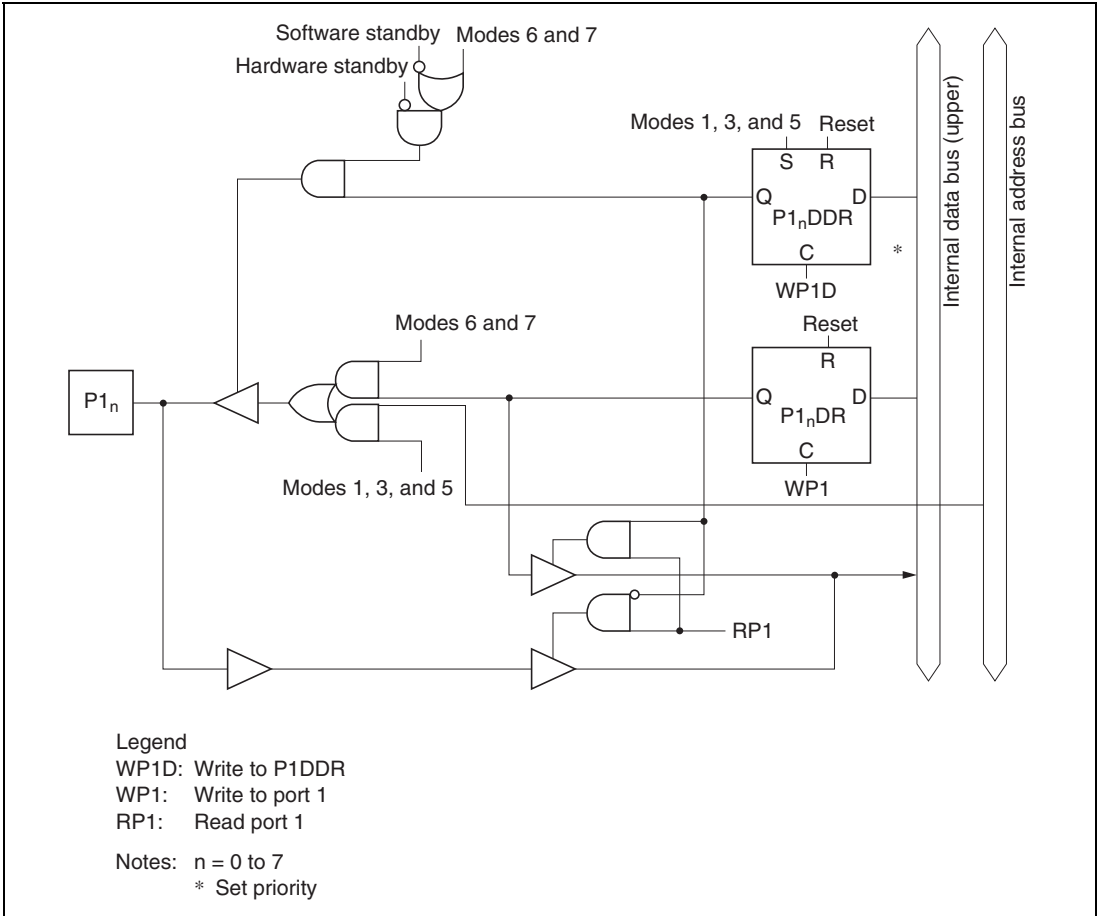 Software standby
Modes 6 and 7
Hardware standby
Modes 1, 3, and 5
Reset
S R
Q D
P1nDDR
C
*
WP1D
Internal data bus (upper)
Internal address bus
Modes 6 and 7
Reset
R
P1n
Q D
P1nDR
C
WP1
Modes 1, 3, and 5
RP1
Legend
WP1D: Write to P1DDR
WP1: Write to port 1
RP1: Read port 1
Notes: n = 0 to 7
* Set priority